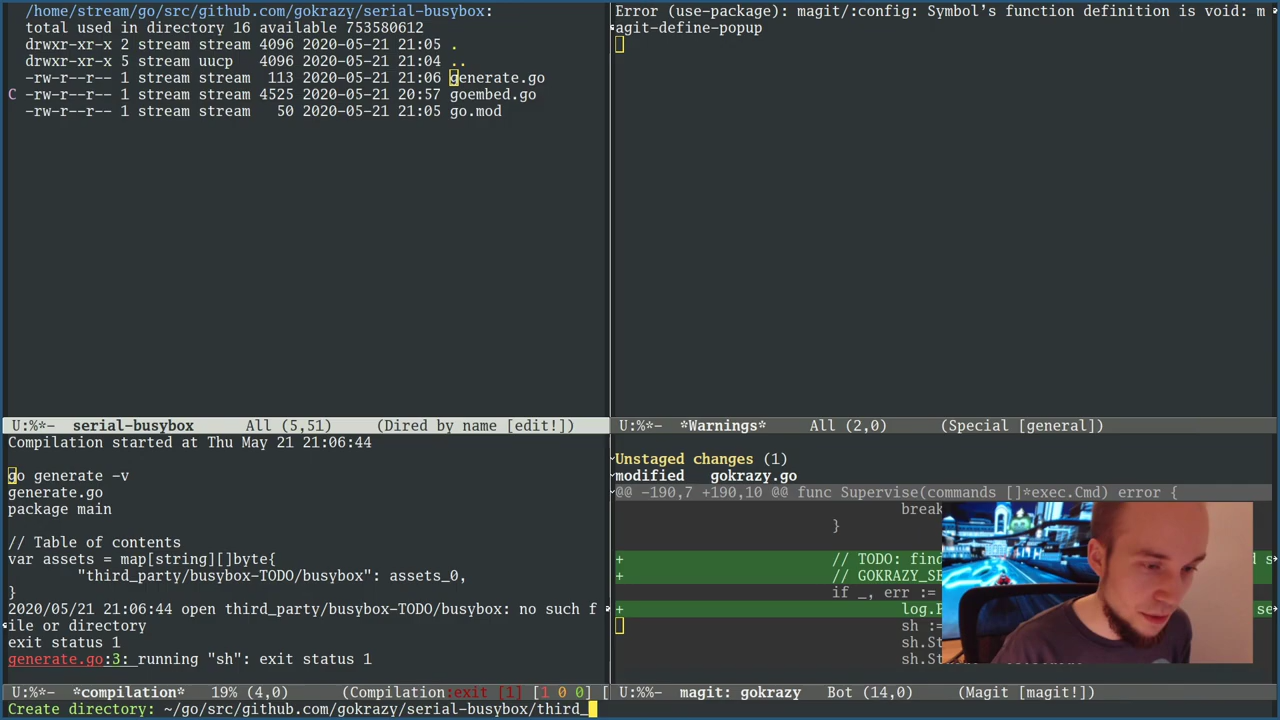 /home/stream/go/src/github.com/gokrazy/serial-busybox:
total used in directory 16 available 753580612
drwxr-xr-x 2 stream stream 4096 2020-05-21 21:05 .
drwxr-xr-x 5 stream uucp   4096 2020-05-21 21:04 ..
-rw-r--r-- 1 stream stream  113 2020-05-21 21:06 generate.go
C -rw-r--r-- 1 stream stream 4525 2020-05-21 20:57 goembed.go
-rw-r--r-- 1 stream stream   50 2020-05-21 21:05 go.mod
U:%*-  serial-busybox      All (5,51)      (Dired by name [edit!])
Compilation started at Thu May 21 21:06:44
go generate -v
generate.go
package main
// Table of contents
var assets = map[string][]byte{
"third_party/busybox-TODO/busybox": assets_0,
}
2020/05/21 21:06:44 open third_party/busybox-TODO/busybox: no such f
ile or directory
exit status 1
generate.go:3: running "sh": exit status 1
U:%*-  *compilation*   19% (4,0)      (Compilation:exit [1] [1 0 0] [
Create directory: ~/go/src/github.com/gokrazy/serial-busybox/third_
Error (use-package): magit/:config: Symbol’s function definition is void: m
agit-define-popup
U:%*-  *Warnings*     All (2,0)      (Special [general])
Unstaged changes (1)
modified   gokrazy.go
@@ -190,7 +190,10 @@ func Supervise(commands []*exec.Cmd) error {
break
}
+ // TODO: find
+ // GOKRAZY_SE
if _, err :=
+ log.P
sh :=
sh.St
sh.St
U:%%-  magit: gokrazy    Bot (14,0)     (Magit [magit!])